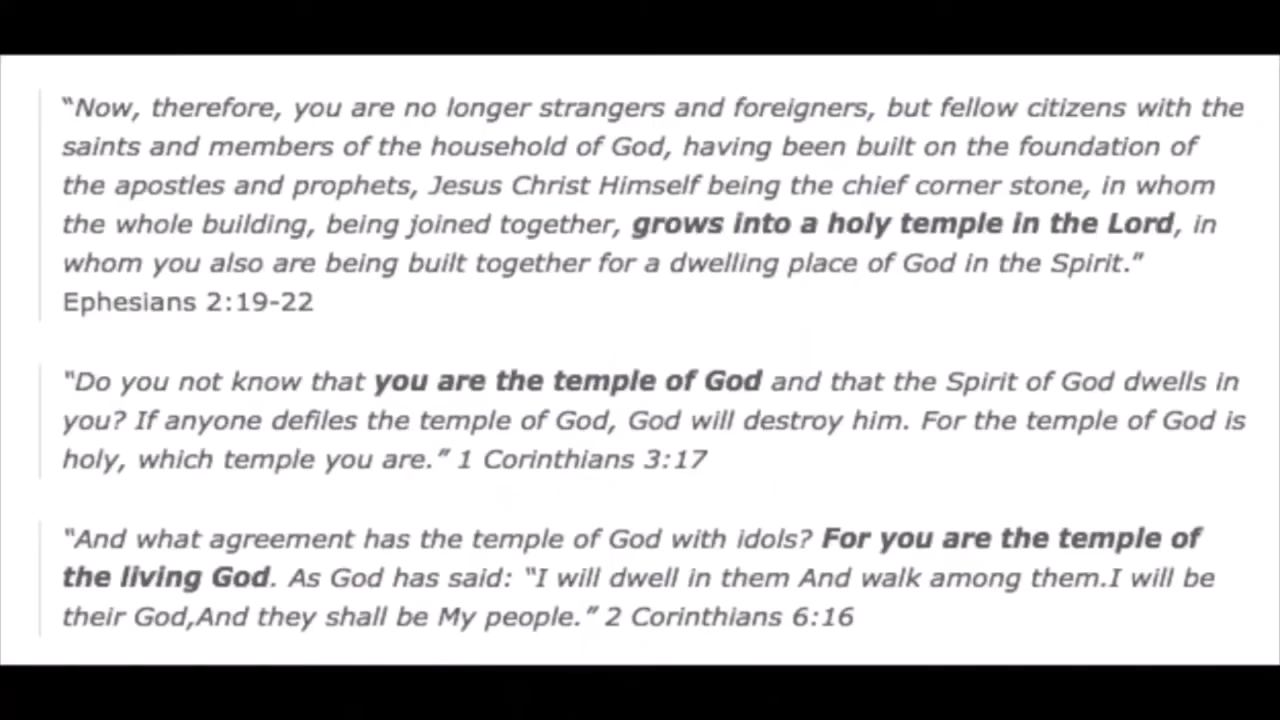 “Now, therefore, you are no longer strangers and foreigners, but fellow citizens with the
saints and members of the household of God, having been built on the foundation of
the apostles and prophets, Jesus Christ Himself being the chief corner stone, in whom
the whole building, being joined together, grows into a holy temple in the Lord, in
whom you also are being built together for a dwelling place of God in the Spirit.”
Ephesians 2:19-22
“Do you not know that you are the temple of God and that the Spirit of God dwells in
you? If anyone defiles the temple of God, God will destroy him. For the temple of God is
holy, which temple you are.” 1 Corinthians 3:17
“And what agreement has the temple of God with idols? For you are the temple of
the living God. As God has said: “I will dwell in them And walk among them.I will be
their God,And they shall be My people.” 2 Corinthians 6:16